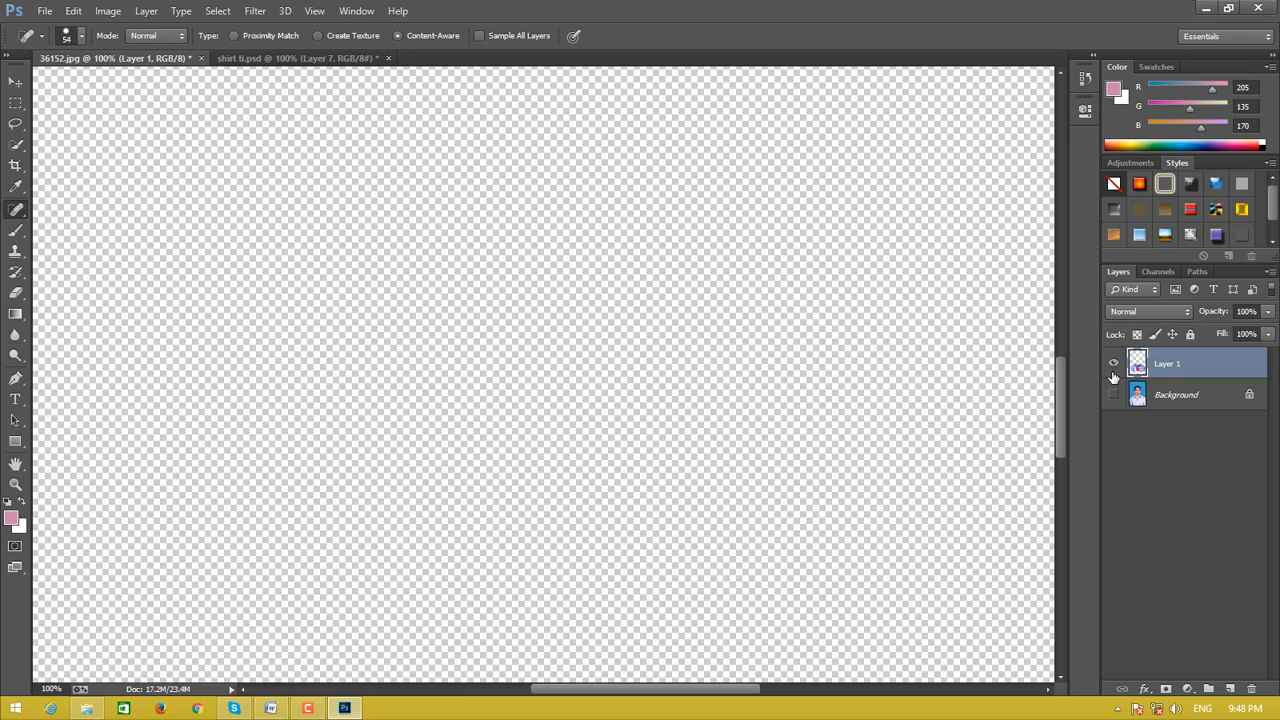 Ps File Edit Image Layer Type Select Filter 3D View Window Help
54 Mode: Normal Type: Proximity Match Create Texture Content-Aware Sample All Layers Essentials
36152.jpg @ 100% (Layer 1, RGB/8) * × shirt ti.psd @ 100% (Layer 7, RGB/8#) * ×
Color Swatches
R 205
G 135
B 170
Adjustments Styles
Layers Channels Paths
Kind
Normal Opacity: 100%
Lock: Fill: 100%
Layer 1
Background
100% Doc: 17.2M/23.4M
ENG 9:48 PM